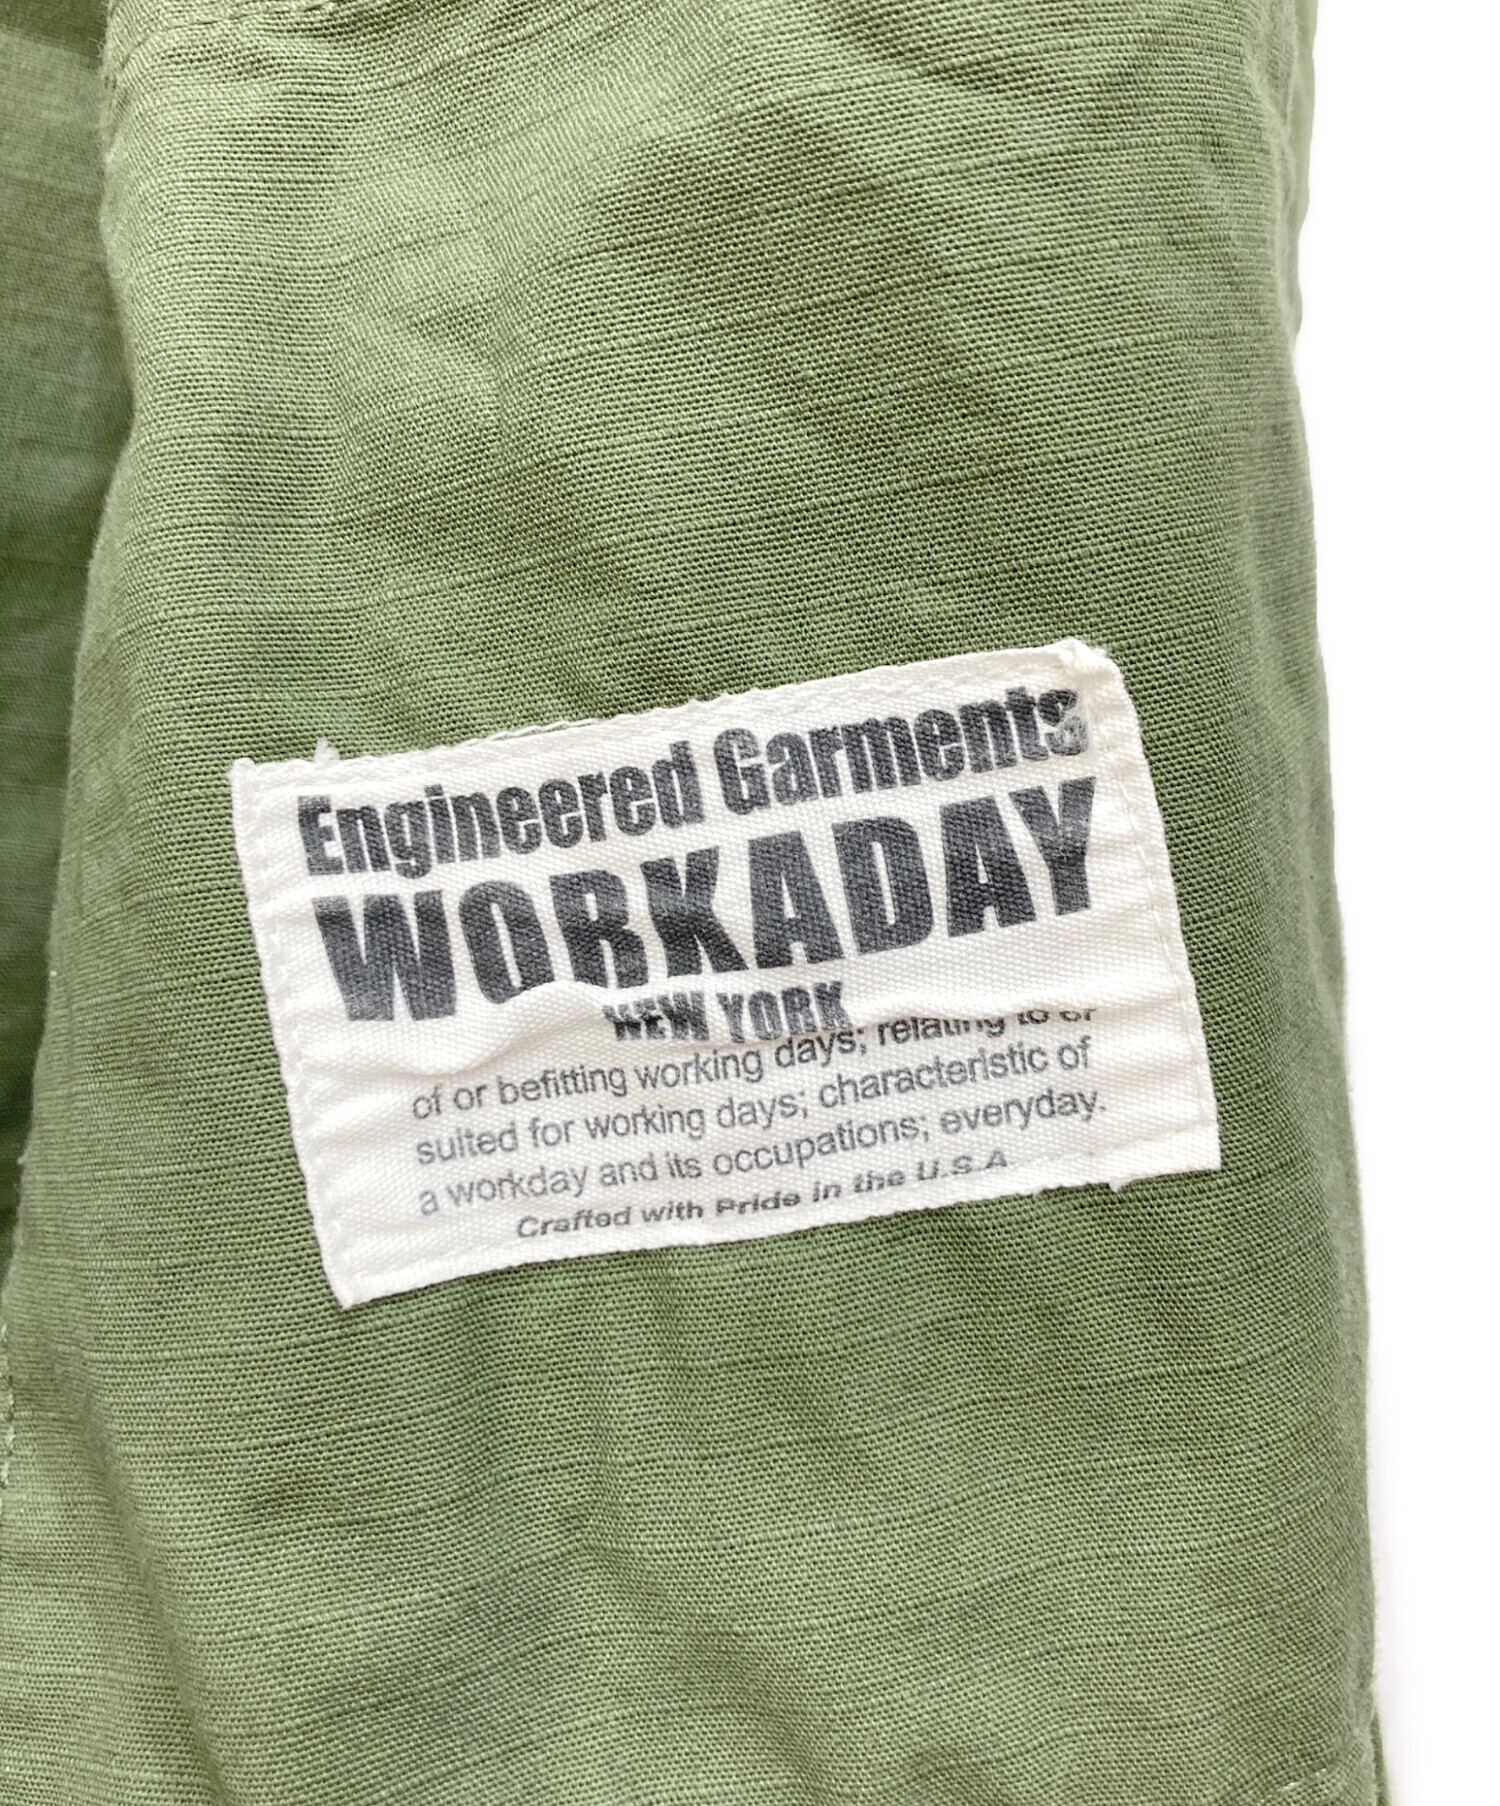 Engineered Garments
WORKADAY
NEW YORK
of or befitting working days; relating to or
suited for working days; characteristic of
a workday and its occupations; everyday.
Crafted with Pride in the U.S.A